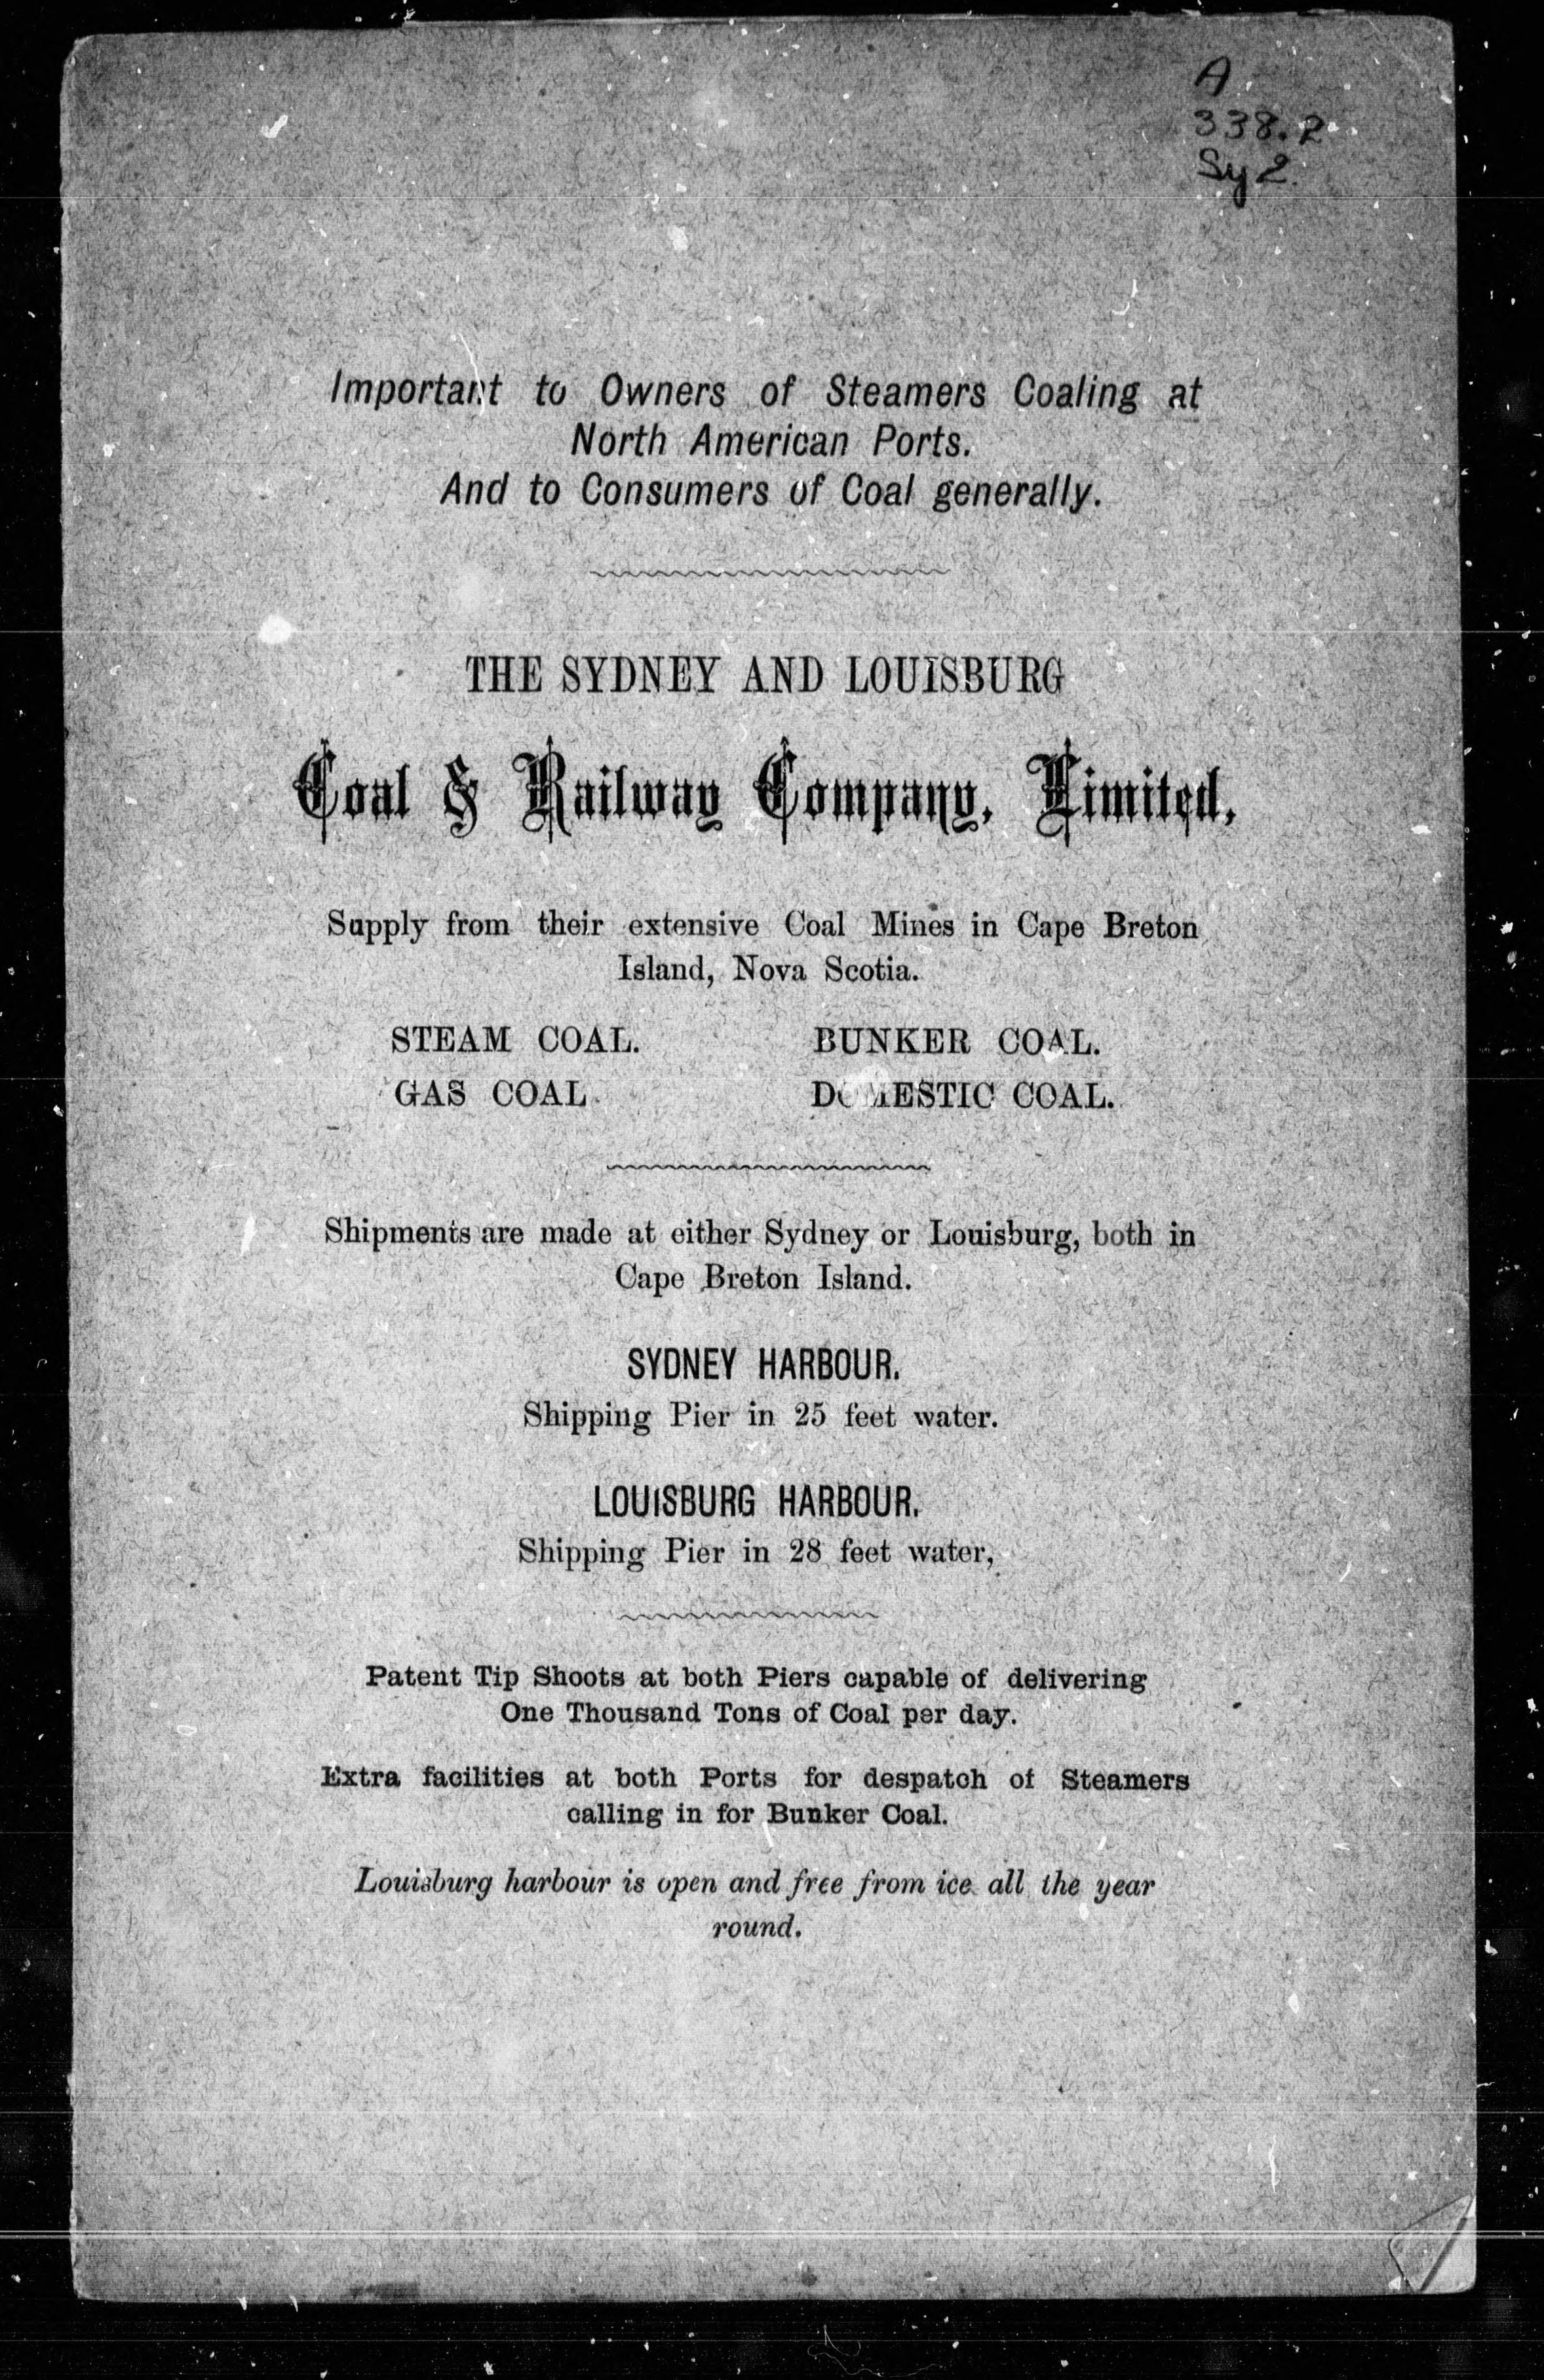 A
338.2
Sy2
Important to Owners of Steamers Coaling at
North American Ports.
And to Consumers of Coal generally.
THE SYDNEY AND LOUISBURG
Coal & Railway Company, Limited,
Supply from their extensive Coal Mines in Cape Breton
Island, Nova Scotia.
STEAM COAL. BUNKER COAL.
GAS COAL. DOMESTIC COAL.
Shipments are made at either Sydney or Louisburg, both in
Cape Breton Island.
SYDNEY HARBOUR.
Shipping Pier in 25 feet water.
LOUISBURG HARBOUR.
Shipping Pier in 28 feet water,
Patent Tip Shoots at both Piers capable of delivering
One Thousand Tons of Coal per day.
Extra facilities at both Ports for despatch of Steamers
calling in for Bunker Coal.
Louisburg harbour is open and free from ice all the year
round.